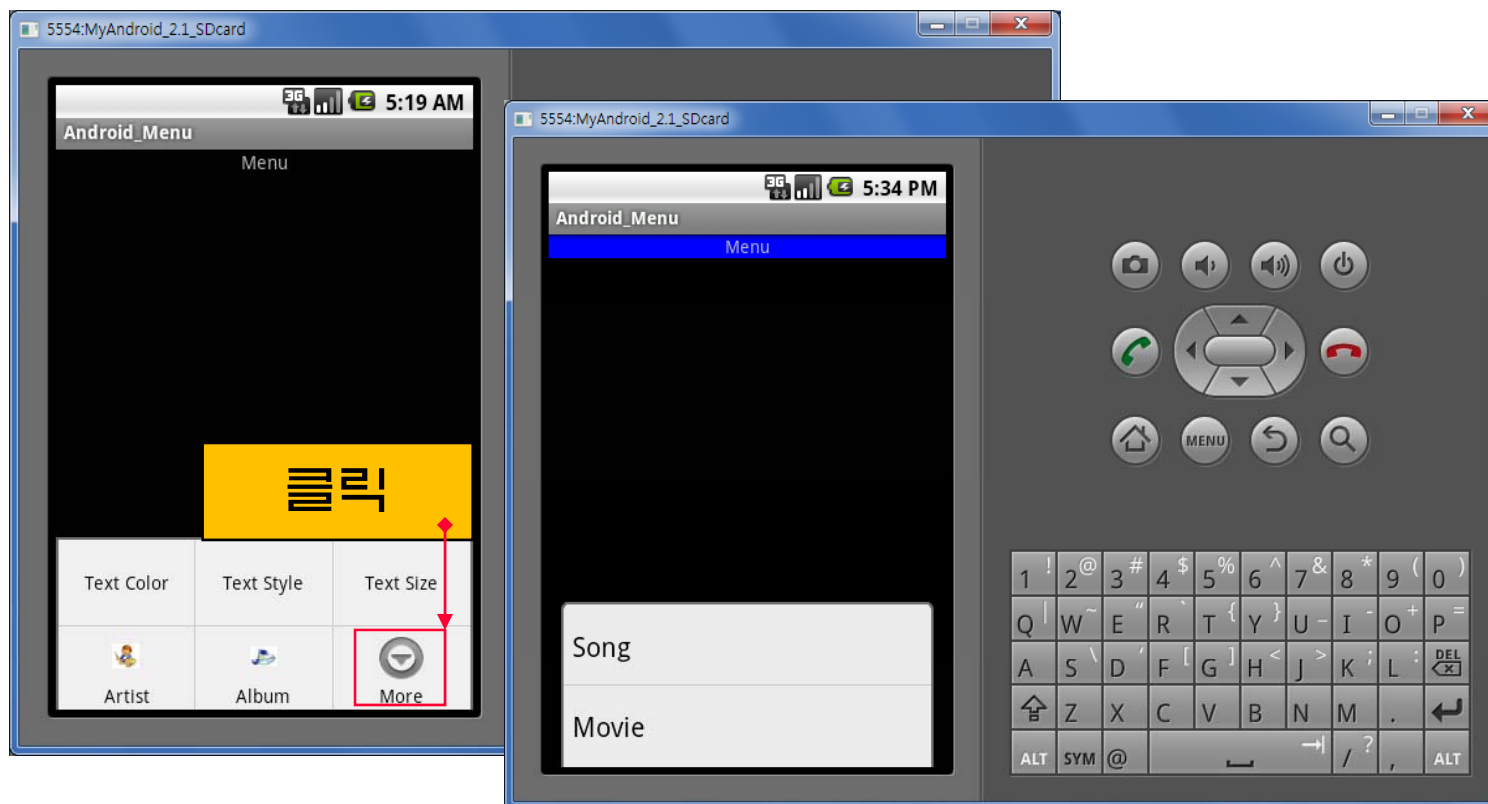 5554:MyAndroid_2.1_SDcard
3G 5:19 AM
Android_Menu
Menu
클릭
Text Color Text Style Text Size
Artist Album More
5554:MyAndroid_2.1_SDcard
3G 5:34 PM
Android_Menu
Menu
Song
Movie
MENU
1 ! 2 @ 3 # 4 $ 5 % 6 ^ 7 & 8 * 9 ( 0 )
Q | W ~ E " R ` T { Y } U _ I - O + P =
A S \ D ' F [ G ] H < J > K ; L : DEL
Z X C V B N M .
ALT SYM @ / ? , ALT